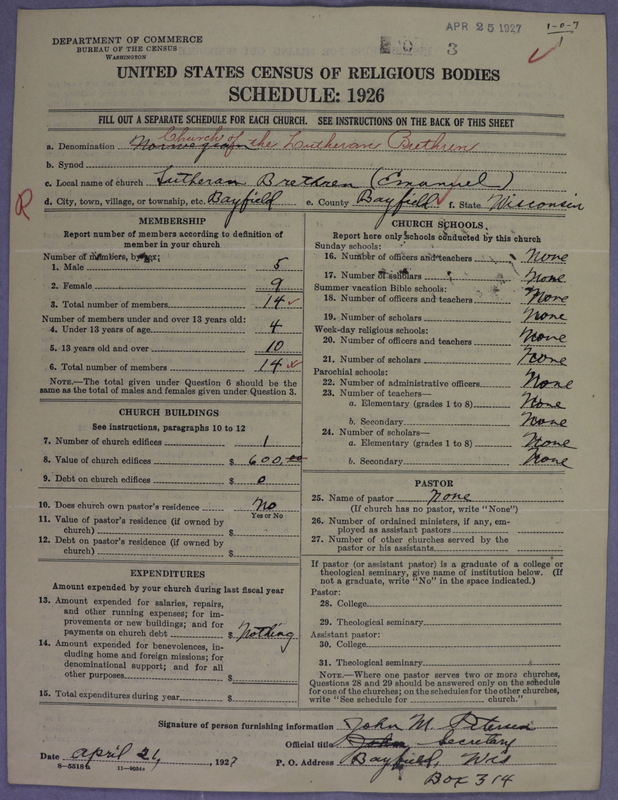 APR 25 1927
1-0-7
1
3
DEPARTMENT OF COMMERCE
BUREAU OF THE CENSUS
WASHINGTON
UNITED STATES CENSUS OF RELIGIOUS BODIES
SCHEDULE: 1926
FILL OUT A SEPARATE SCHEDULE FOR EACH CHURCH. SEE INSTRUCTIONS ON THE BACK OF THIS SHEET
a. Denomination Norwegian Church of the Lutheran Brethren
b. Synod
c. Local name of church Lutheran Brethren (Emanuel)
d. City, town, village, or township, etc. Bayfield e. County Bayfield f. State Wisconsin
R
MEMBERSHIP
Report number of members according to definition of
member in your church
Number of members, by sex:
1. Male 5
2. Female 9
3. Total number of members 14
Number of members under and over 13 years old:
4. Under 13 years of age 4
5. 13 years old and over 10
6. Total number of members 14
NOTE.—The total given under Question 6 should be
the same as the total of males and females given under Question 3.
CHURCH BUILDINGS
See instructions, paragraphs 10 to 12
7. Number of church edifices 1
8. Value of church edifices $ 600,00
9. Debt on church edifices $ 0
10. Does church own pastor's residence No
Yes or No
11. Value of pastor's residence (if owned by
church) $
12. Debt on pastor's residence (if owned by
church) $
EXPENDITURES
Amount expended by your church during last fiscal year
13. Amount expended for salaries, repairs,
and other running expenses; for im-
provements or new buildings; and for
payments on church debt $ Nothing
14. Amount expended for benevolences, in-
cluding home and foreign missions; for
denominational support; and for all
other purposes $
15. Total expenditures during year $
CHURCH SCHOOLS
Report here only schools conducted by this church
Sunday schools:
16. Number of officers and teachers None
17. Number of scholars None
Summer vacation Bible schools:
18. Number of officers and teachers None
19. Number of scholars None
Week-day religious schools:
20. Number of officers and teachers None
21. Number of scholars None
Parochial schools:
22. Number of administrative officers None
23. Number of teachers—
a. Elementary (grades 1 to 8) None
b. Secondary None
24. Number of scholars—
a. Elementary (grades 1 to 8) None
b. Secondary None
PASTOR
25. Name of pastor None
(If church has no pastor, write "None")
26. Number of ordained ministers, if any, em-
ployed as assistant pastors
27. Number of other churches served by the
pastor or his assistants
If pastor (or assistant pastor) is a graduate of a college or
theological seminary, give name of institution below. (If
not a graduate, write "No" in the space indicated.)
Pastor:
28. College
29. Theological seminary
Assistant pastor:
30. College
31. Theological seminary
NOTE.—Where one pastor serves two or more churches,
Questions 28 and 29 should be answered only on the schedule
for one of the churches; on the schedules for the other churches,
write "See schedule for church."
Signature of person furnishing information John M. Petersen
Official title John Secretary
Date April 21, 1927 P. O. Address Bayfield, Wis
Box 314